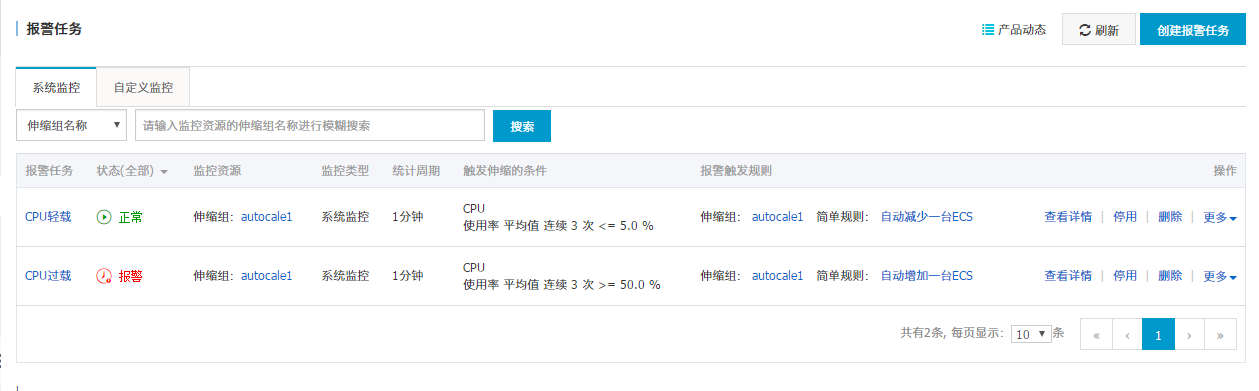 报警任务
产品动态 刷新 创建报警任务
系统监控 自定义监控
伸缩组名称 请输入监控资源的伸缩组名称进行模糊搜索 搜索
报警任务 状态(全部) 监控资源 监控类型 统计周期 触发伸缩的条件 报警触发规则 操作
CPU轻载 正常 伸缩组: autocale1 系统监控 1分钟 CPU 伸缩组: autocale1 简单规则: 自动减少一台ECS 查看详情 | 停用 | 删除 | 更多
使用率 平均值 连续 3 次 <= 5.0 %
CPU过载 报警 伸缩组: autocale1 系统监控 1分钟 CPU 伸缩组: autocale1 简单规则: 自动增加一台ECS 查看详情 | 停用 | 删除 | 更多
使用率 平均值 连续 3 次 >= 50.0 %
共有2条, 每页显示: 10 条 « ‹ 1 › »